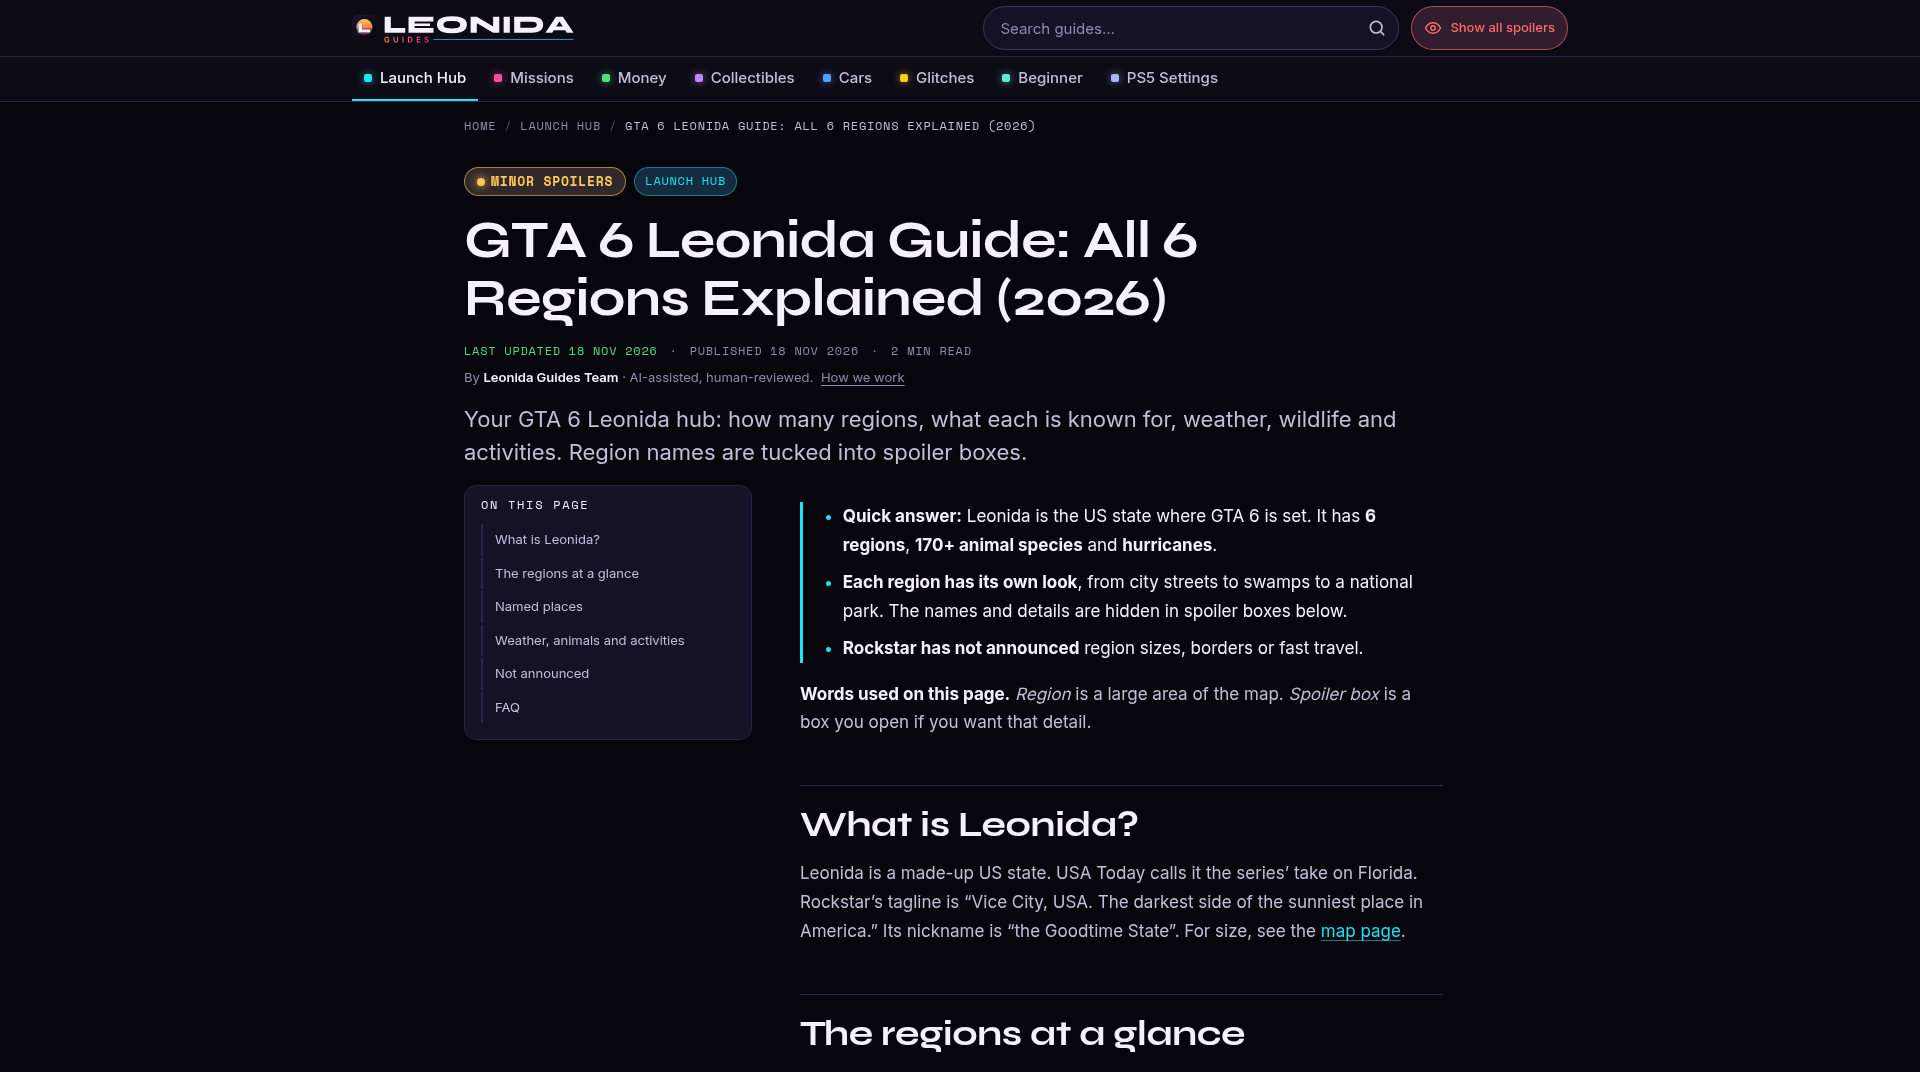 LEONIDA
GUIDES
Search guides...
Show all spoilers
Launch Hub
Missions
Money
Collectibles
Cars
Glitches
Beginner
PS5 Settings
HOME / LAUNCH HUB / GTA 6 LEONIDA GUIDE: ALL 6 REGIONS EXPLAINED (2026)
MINOR SPOILERS
LAUNCH HUB
GTA 6 Leonida Guide: All 6
Regions Explained (2026)
LAST UPDATED 18 NOV 2026 · PUBLISHED 18 NOV 2026 · 2 MIN READ
By Leonida Guides Team · AI-assisted, human-reviewed. How we work
Your GTA 6 Leonida hub: how many regions, what each is known for, weather, wildlife and
activities. Region names are tucked into spoiler boxes.
ON THIS PAGE
What is Leonida?
The regions at a glance
Named places
Weather, animals and activities
Not announced
FAQ
• Quick answer: Leonida is the US state where GTA 6 is set. It has 6
regions, 170+ animal species and hurricanes.
• Each region has its own look, from city streets to swamps to a national
park. The names and details are hidden in spoiler boxes below.
• Rockstar has not announced region sizes, borders or fast travel.
Words used on this page. Region is a large area of the map. Spoiler box is a
box you open if you want that detail.
What is Leonida?
Leonida is a made-up US state. USA Today calls it the series’ take on Florida.
Rockstar’s tagline is “Vice City, USA. The darkest side of the sunniest place in
America.” Its nickname is “the Goodtime State”. For size, see the map page.
The regions at a glance